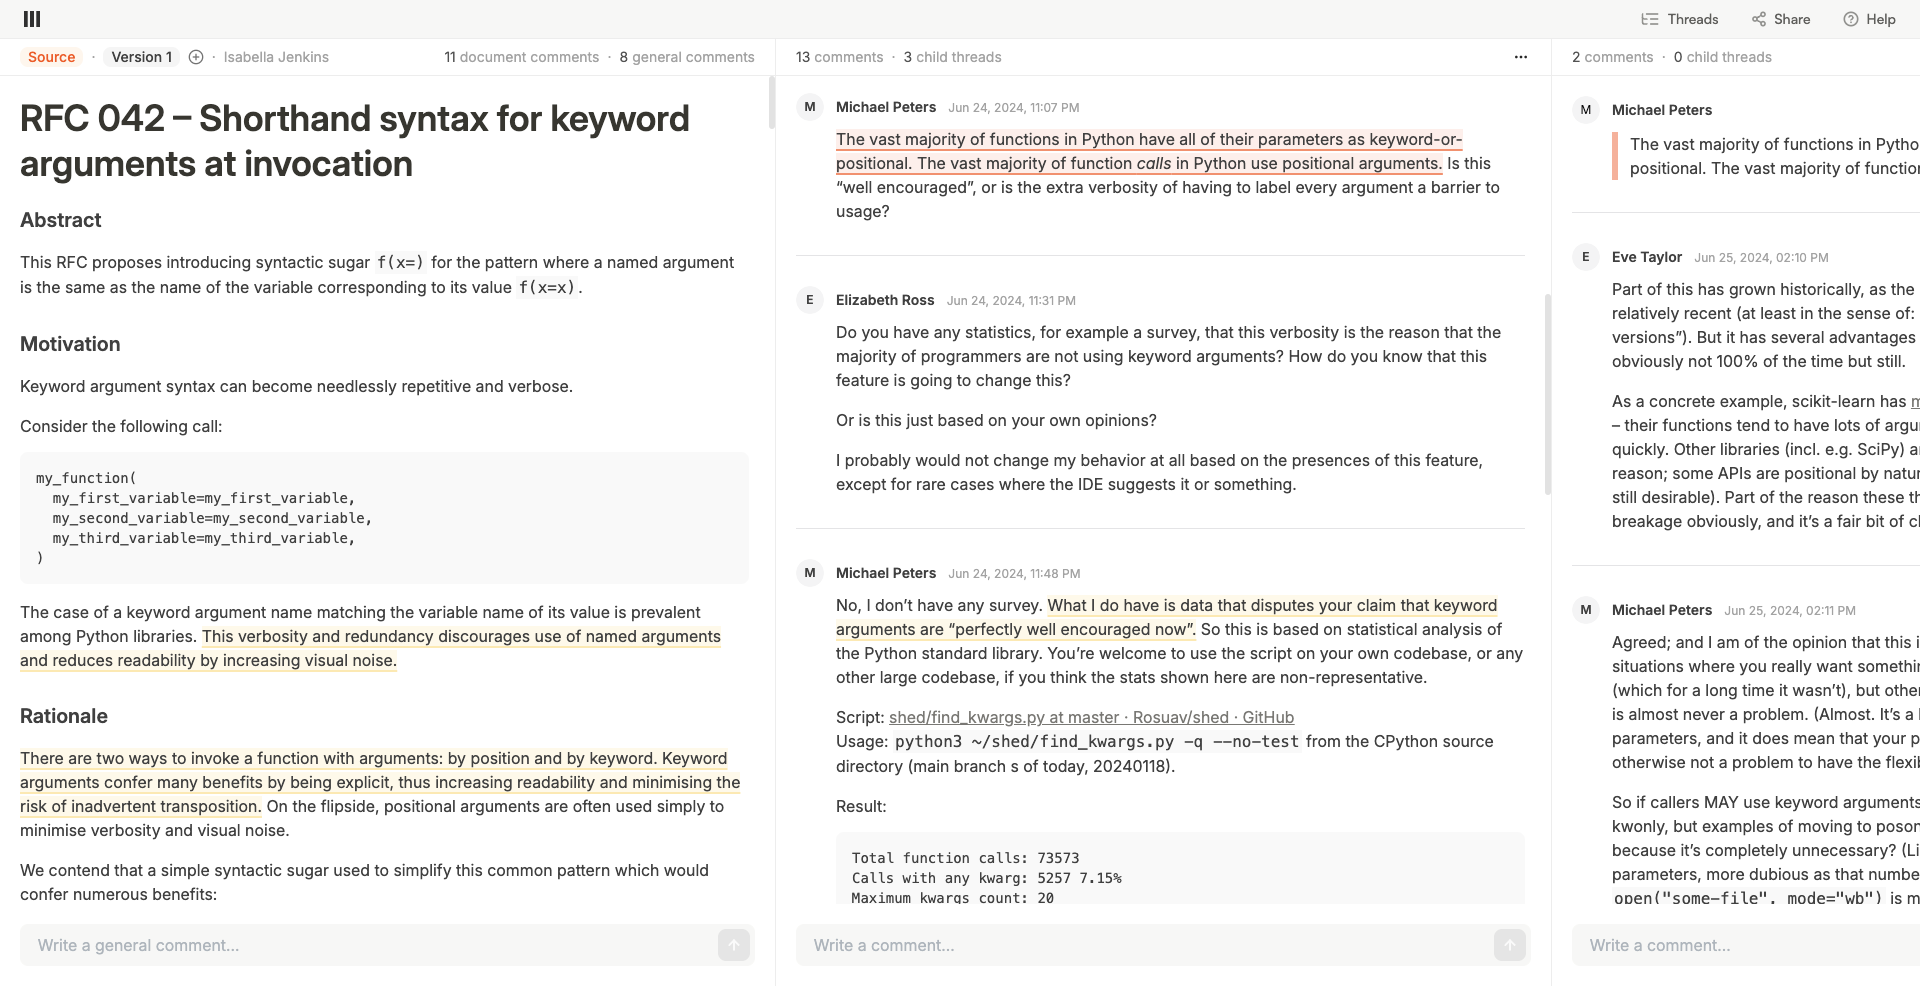 Threads
Share
Help
Source · Version 1 · Isabella Jenkins
11 document comments · 8 general comments
RFC 042 – Shorthand syntax for keyword
arguments at invocation
Abstract
This RFC proposes introducing syntactic sugar f(x=) for the pattern where a named argument
is the same as the name of the variable corresponding to its value f(x=x).
Motivation
Keyword argument syntax can become needlessly repetitive and verbose.
Consider the following call:
my_function(
my_first_variable=my_first_variable,
my_second_variable=my_second_variable,
my_third_variable=my_third_variable,
)
The case of a keyword argument name matching the variable name of its value is prevalent
among Python libraries. This verbosity and redundancy discourages use of named arguments
and reduces readability by increasing visual noise.
Rationale
There are two ways to invoke a function with arguments: by position and by keyword. Keyword
arguments confer many benefits by being explicit, thus increasing readability and minimising the
risk of inadvertent transposition. On the flipside, positional arguments are often used simply to
minimise verbosity and visual noise.
We contend that a simple syntactic sugar used to simplify this common pattern which would
confer numerous benefits:
Write a general comment...
13 comments · 3 child threads
M Michael Peters Jun 24, 2024, 11:07 PM
The vast majority of functions in Python have all of their parameters as keyword-or-
positional. The vast majority of function calls in Python use positional arguments. Is this
“well encouraged”, or is the extra verbosity of having to label every argument a barrier to
usage?
E Elizabeth Ross Jun 24, 2024, 11:31 PM
Do you have any statistics, for example a survey, that this verbosity is the reason that the
majority of programmers are not using keyword arguments? How do you know that this
feature is going to change this?
Or is this just based on your own opinions?
I probably would not change my behavior at all based on the presences of this feature,
except for rare cases where the IDE suggests it or something.
M Michael Peters Jun 24, 2024, 11:48 PM
No, I don’t have any survey. What I do have is data that disputes your claim that keyword
arguments are “perfectly well encouraged now”. So this is based on statistical analysis of
the Python standard library. You’re welcome to use the script on your own codebase, or any
other large codebase, if you think the stats shown here are non-representative.
Script: shed/find_kwargs.py at master · Rosuav/shed · GitHub
Usage: python3 ~/shed/find_kwargs.py -q --no-test from the CPython source
directory (main branch s of today, 20240118).
Result:
Total function calls: 73573
Calls with any kwarg: 5257 7.15%
Maximum kwargs count: 20
Write a comment...
2 comments · 0 child threads
M Michael Peters
The vast majority of functions in Pytho
positional. The vast majority of function
E Eve Taylor Jun 25, 2024, 02:10 PM
Part of this has grown historically, as the
relatively recent (at least in the sense of:
versions”). But it has several advantages
obviously not 100% of the time but still.
As a concrete example, scikit-learn has
– their functions tend to have lots of argu
quickly. Other libraries (incl. e.g. SciPy) a
reason; some APIs are positional by natu
still desirable). Part of the reason these th
breakage obviously, and it’s a fair bit of c
M Michael Peters Jun 25, 2024, 02:11 PM
Agreed; and I am of the opinion that this i
situations where you really want somethi
(which for a long time it wasn’t), but othe
is almost never a problem. (Almost. It’s a
parameters, and it does mean that your p
otherwise not a problem to have the flexi
So if callers MAY use keyword arguments
kwonly, but examples of moving to poson
because it’s completely unnecessary? (Li
parameters, more dubious as that numbe
open("some-file", mode="wb") is m
Write a comment...